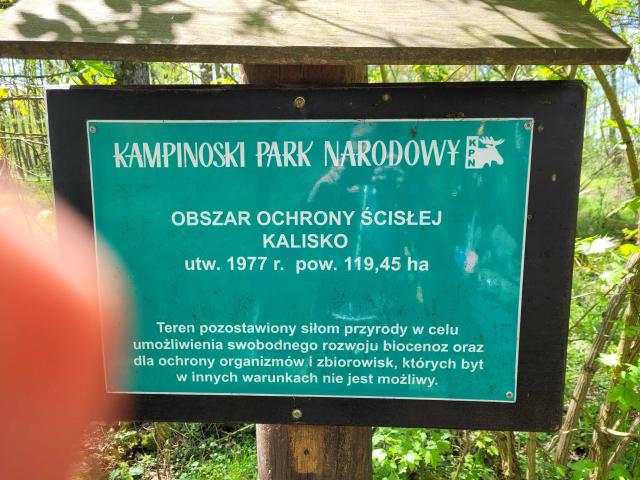 KAMPINOSKI PARK NARODOWY KPN
OBSZAR OCHRONY ŚCISŁEJ
KALISKO
utw. 1977 r. pow. 119,45 ha
Teren pozostawiony siłom przyrody w celu
umożliwienia swobodnego rozwoju biocenoz oraz
dla ochrony organizmów i zbiorowisk, których byt
w innych warunkach nie jest możliwy.